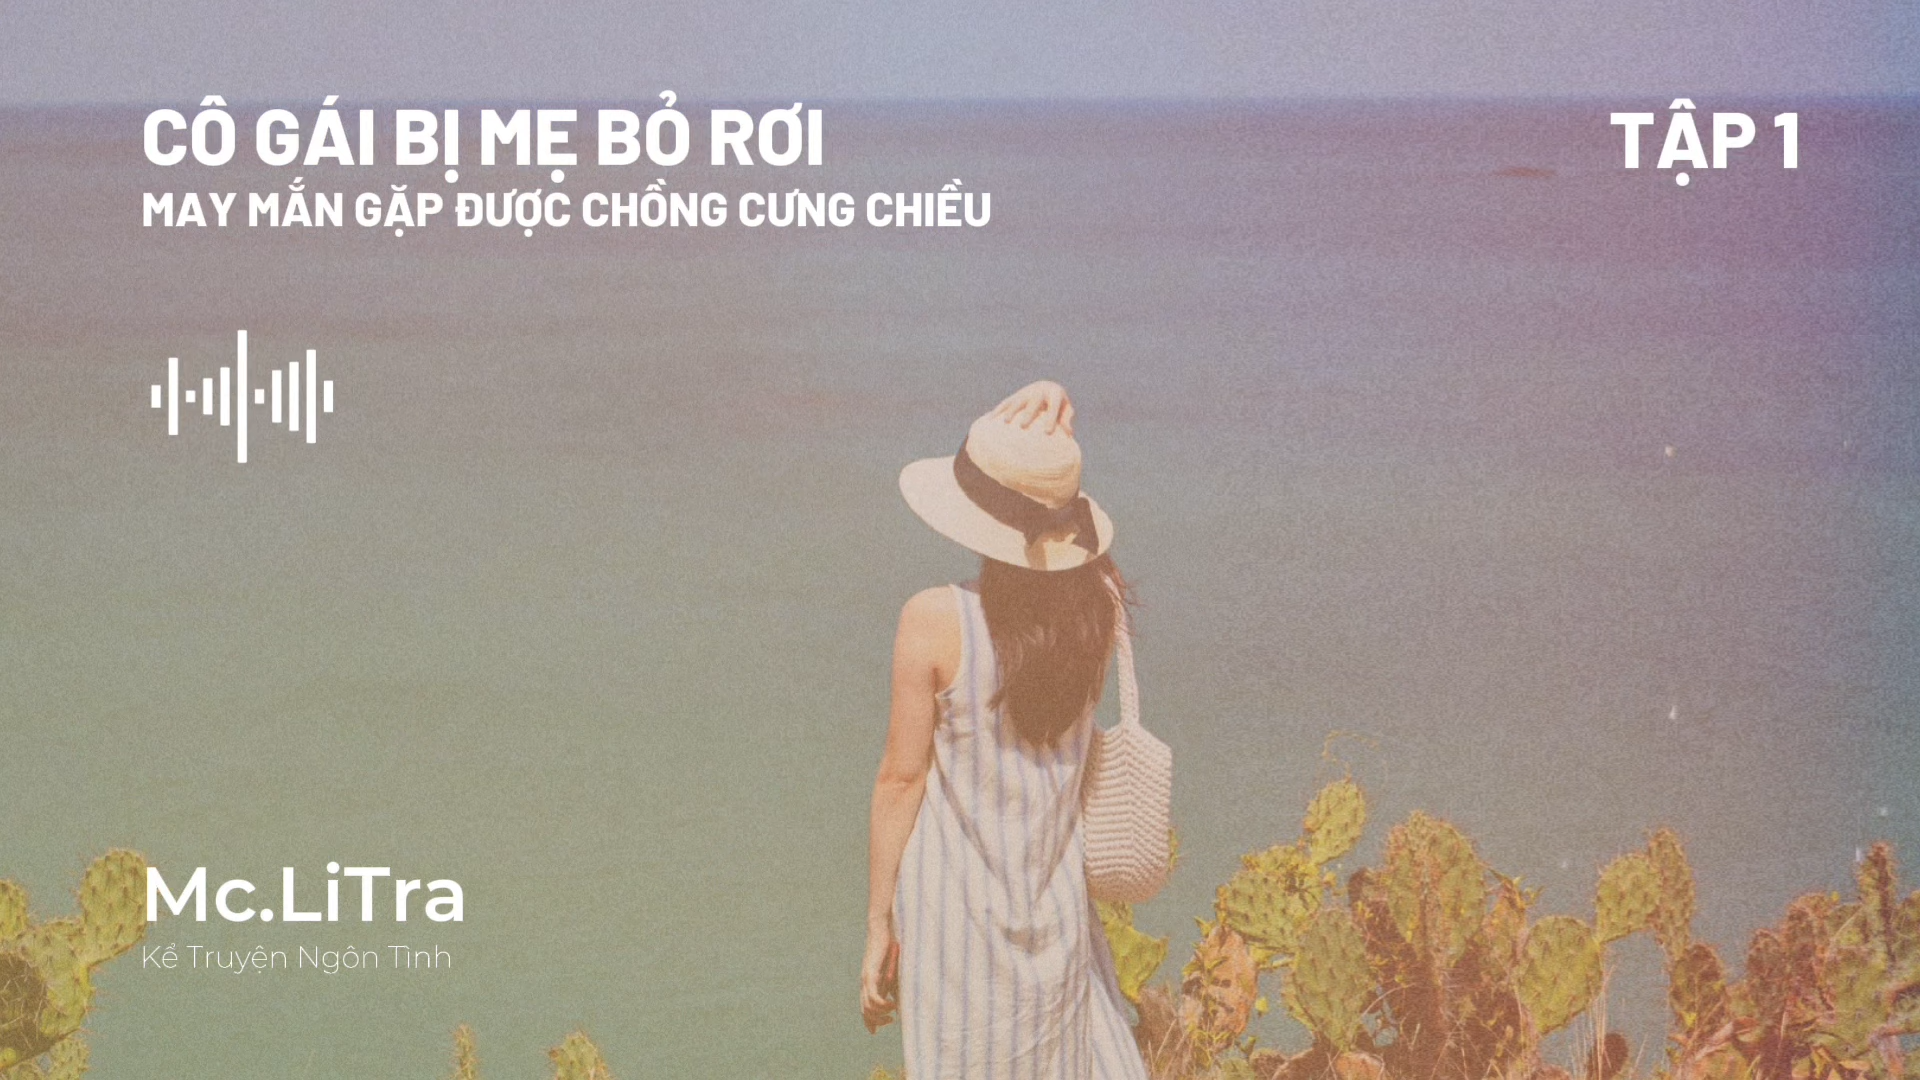 CÔ GÁI BỊ MẸ BỎ RƠI
TẬP 1
MAY MẮN GẶP ĐƯỢC CHỒNG CƯNG CHIỀU
Mc.LiTra
Kể Truyện Ngôn Tình